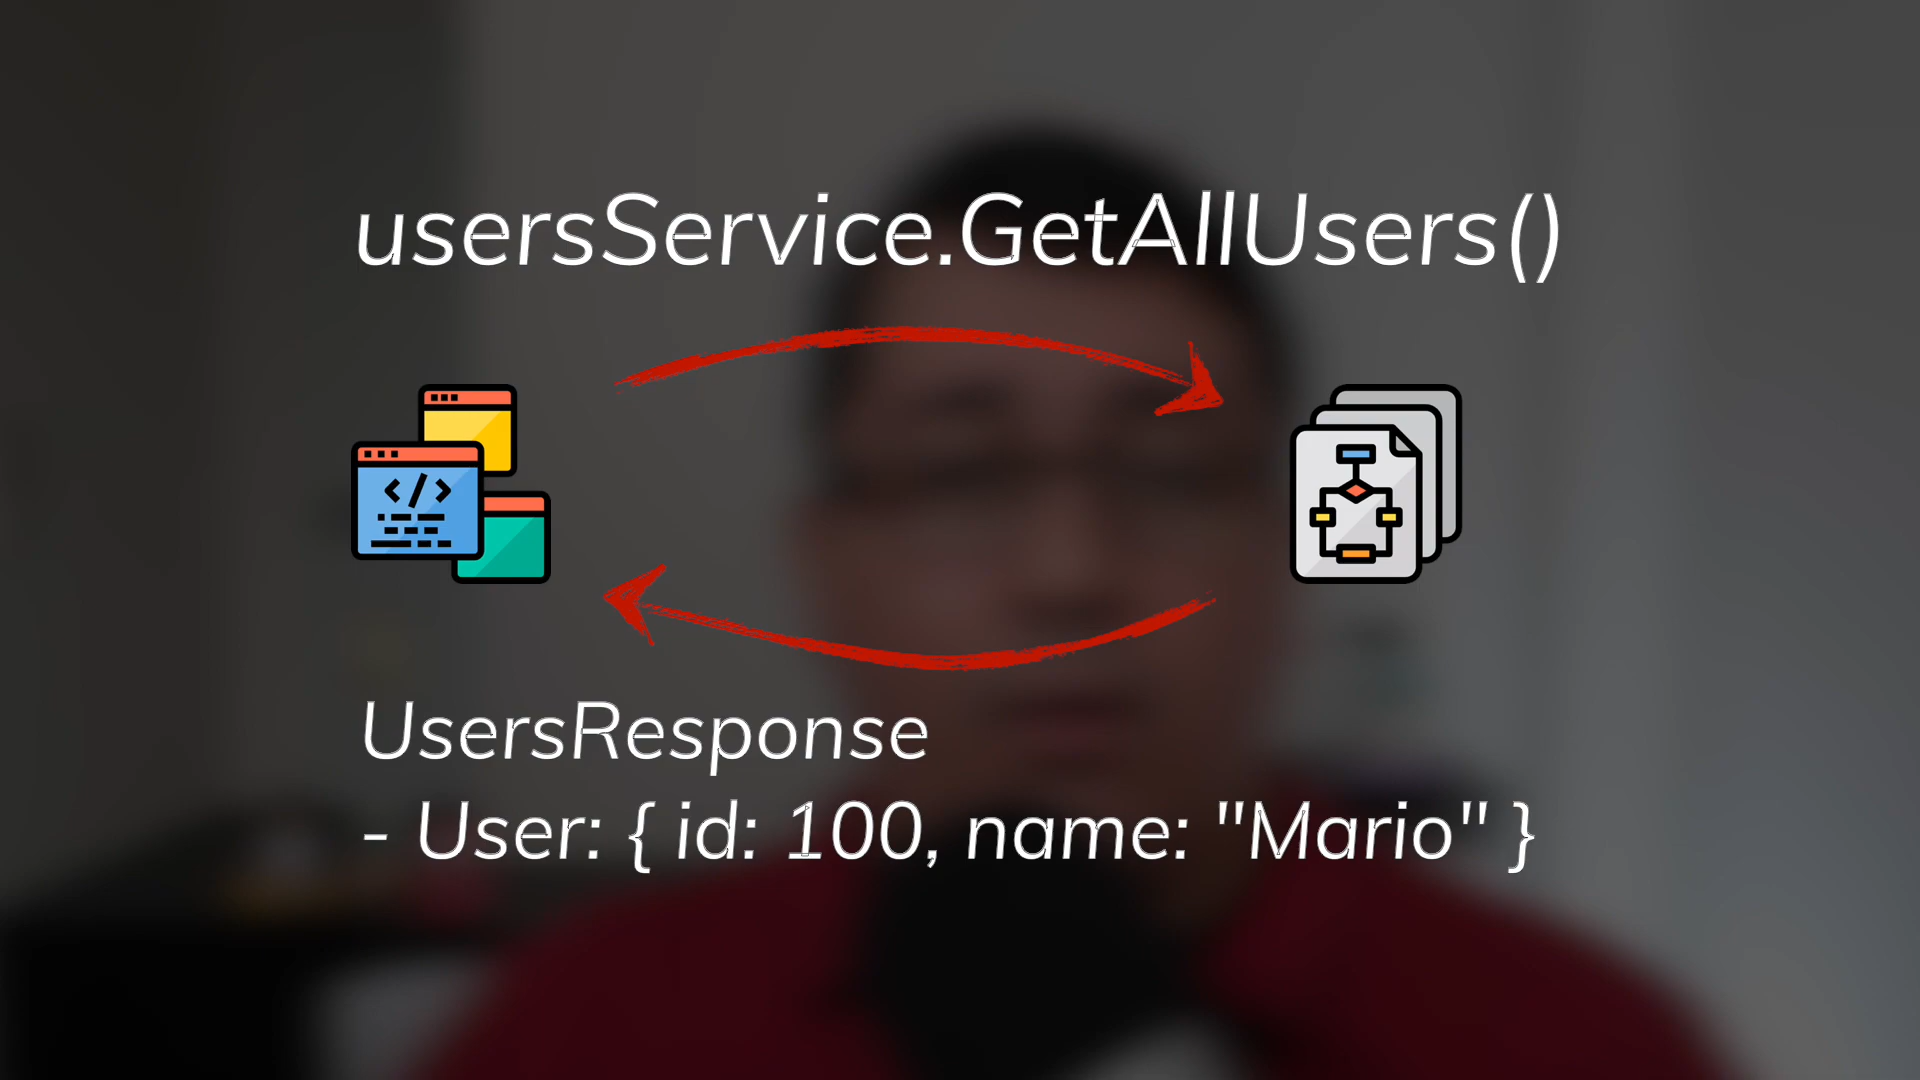 usersService.GetAllUsers()
</>
UsersResponse
- User: { id: 100, name: "Mario" }